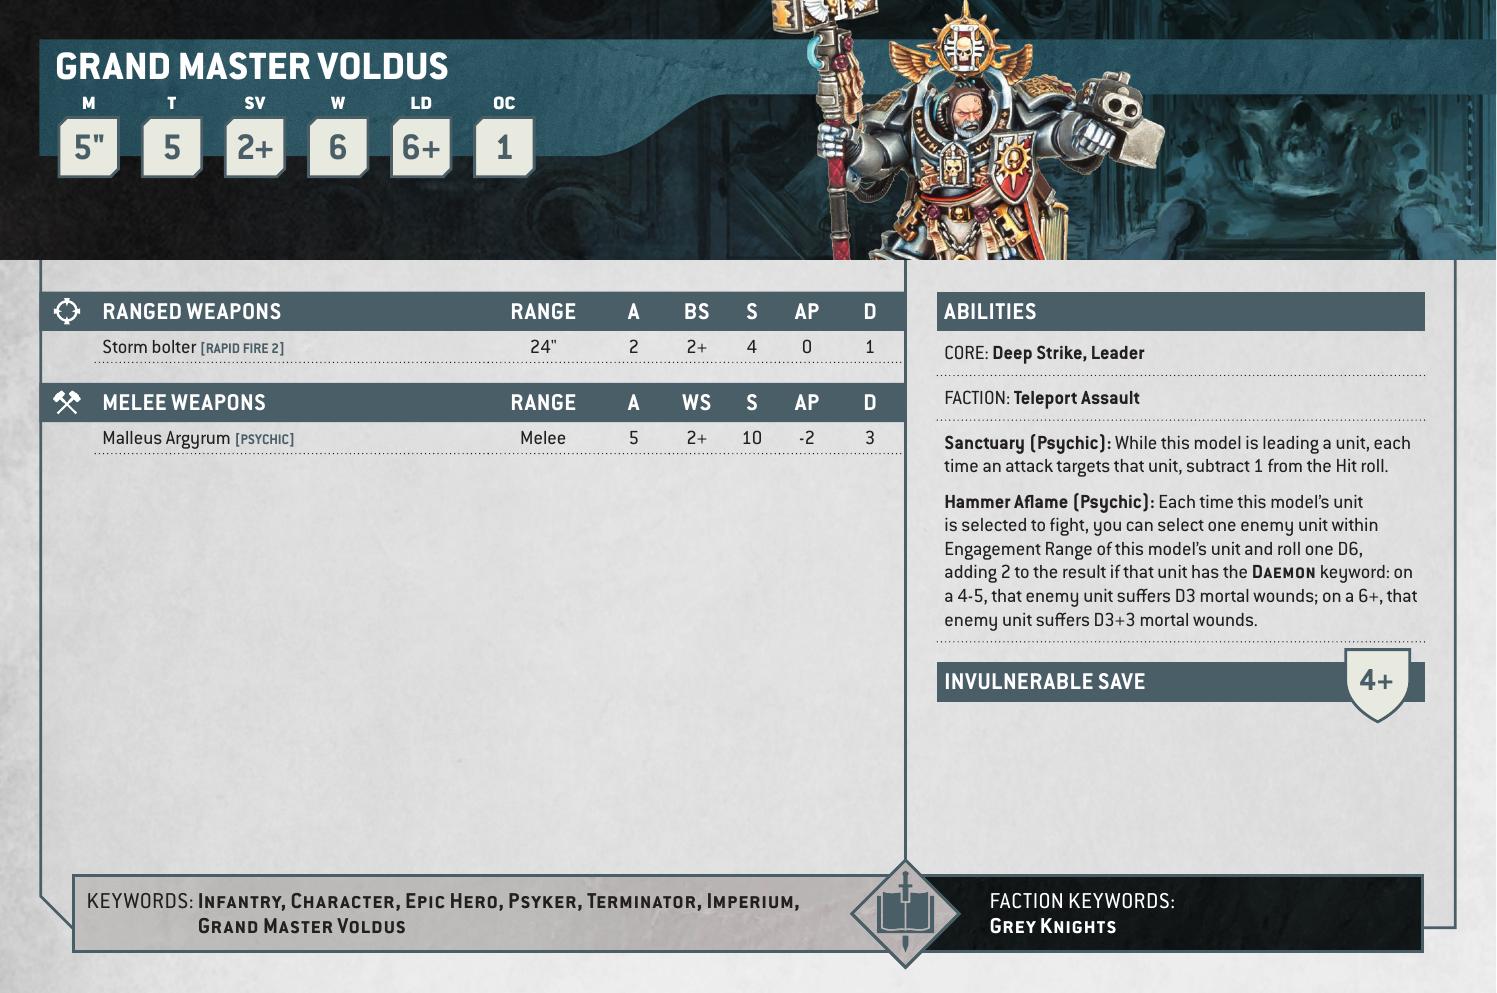 GRAND MASTER VOLDUS
M T SV W LD OC
5" 5 2+ 6 6+ 1
RANGED WEAPONS RANGE A BS S AP D
Storm bolter [RAPID FIRE 2] 24" 2 2+ 4 0 1
MELEE WEAPONS RANGE A WS S AP D
Malleus Argyrum [PSYCHIC] Melee 5 2+ 10 -2 3
ABILITIES
CORE: Deep Strike, Leader
FACTION: Teleport Assault
Sanctuary (Psychic): While this model is leading a unit, each
time an attack targets that unit, subtract 1 from the Hit roll.
Hammer Aflame (Psychic): Each time this model's unit
is selected to fight, you can select one enemy unit within
Engagement Range of this model's unit and roll one D6,
adding 2 to the result if that unit has the DAEMON keyword: on
a 4-5, that enemy unit suffers D3 mortal wounds; on a 6+, that
enemy unit suffers D3+3 mortal wounds.
INVULNERABLE SAVE 4+
KEYWORDS: INFANTRY, CHARACTER, EPIC HERO, PSYKER, TERMINATOR, IMPERIUM,
GRAND MASTER VOLDUS
FACTION KEYWORDS:
GREY KNIGHTS